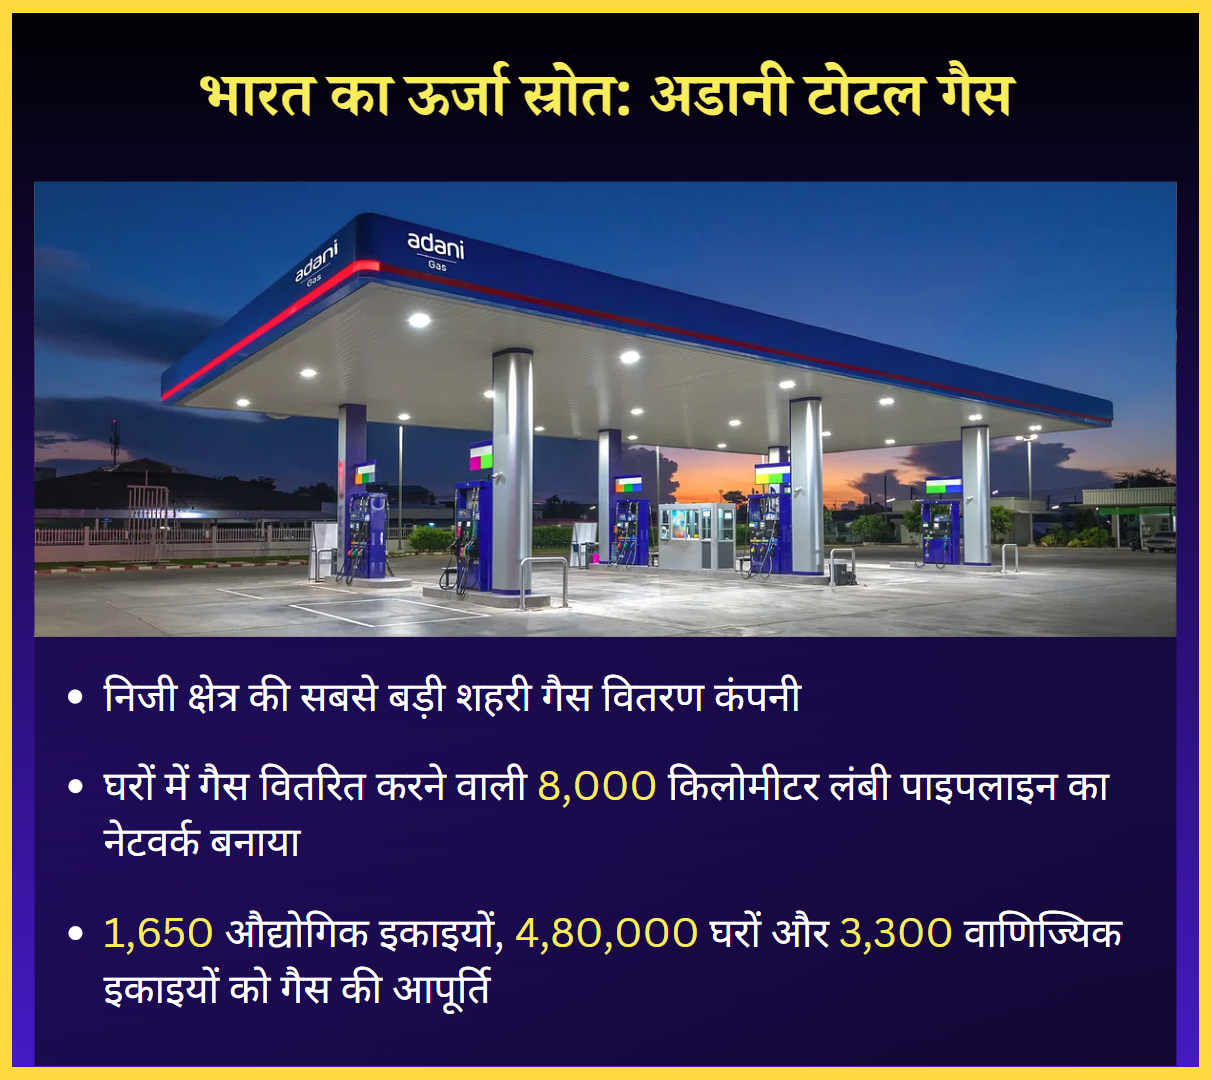 भारत का ऊर्जा स्रोत: अडानी टोटल गैस
adani
Gas
adani
Gas
• निजी क्षेत्र की सबसे बड़ी शहरी गैस वितरण कंपनी
• घरों में गैस वितरित करने वाली 8,000 किलोमीटर लंबी पाइपलाइन का
नेटवर्क बनाया
• 1,650 औद्योगिक इकाइयों, 4,80,000 घरों और 3,300 वाणिज्यिक
इकाइयों को गैस की आपूर्ति